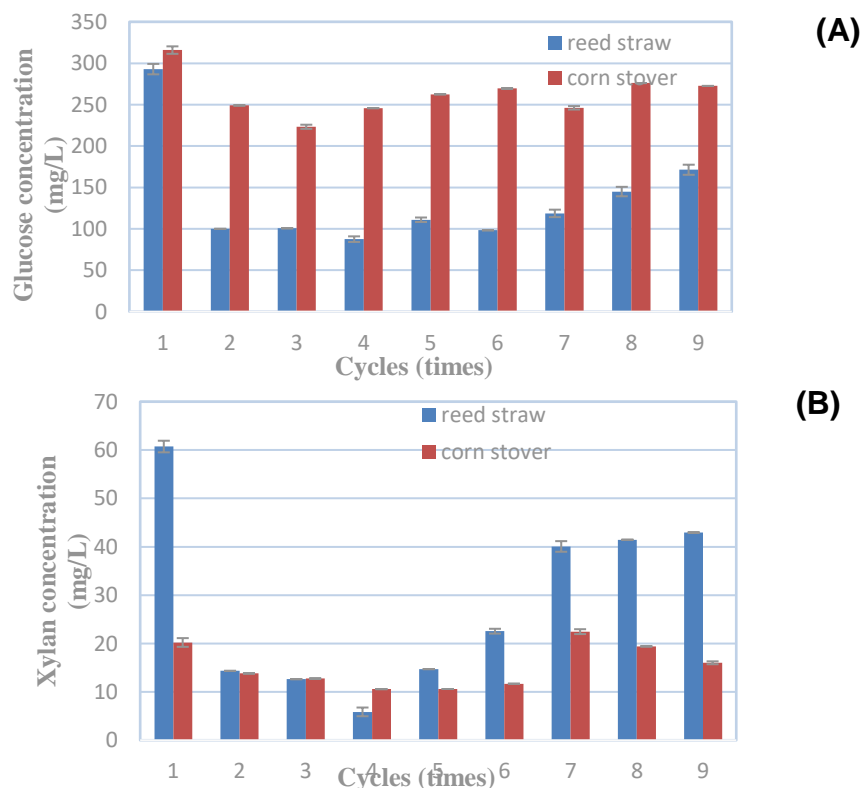 (A)
350
300
250
200
150
100
50
0
Glucose concentration
(mg/L)
reed straw
corn stover
1 2 3 4 5 6 7 8 9
Cycles (times)
(B)
70
60
50
40
30
20
10
0
Xylan concentration
(mg/L)
reed straw
corn stover
1 2 3 4 5 6 7 8 9
Cycles (times)